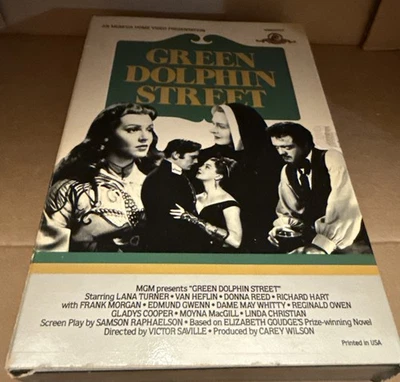 GREEN
DOLPHIN
STREET
MGM presents "GREEN DOLPHIN STREET"
Starring LANA TURNER • VAN HEFLIN • DONNA REED • RICHARD HART
with FRANK MORGAN • EDMUND GWENN • DAME MAY WHITTY • REGINALD OWEN
GLADYS COOPER • MOYNA MacGILL • LINDA CHRISTIAN
Screen Play by SAMSON RAPHAELSON • Based on ELIZABETH GOUDGE'S Prize-winning Novel
Directed by VICTOR SAVILLE • Produced by CAREY WILSON
Printed in USA